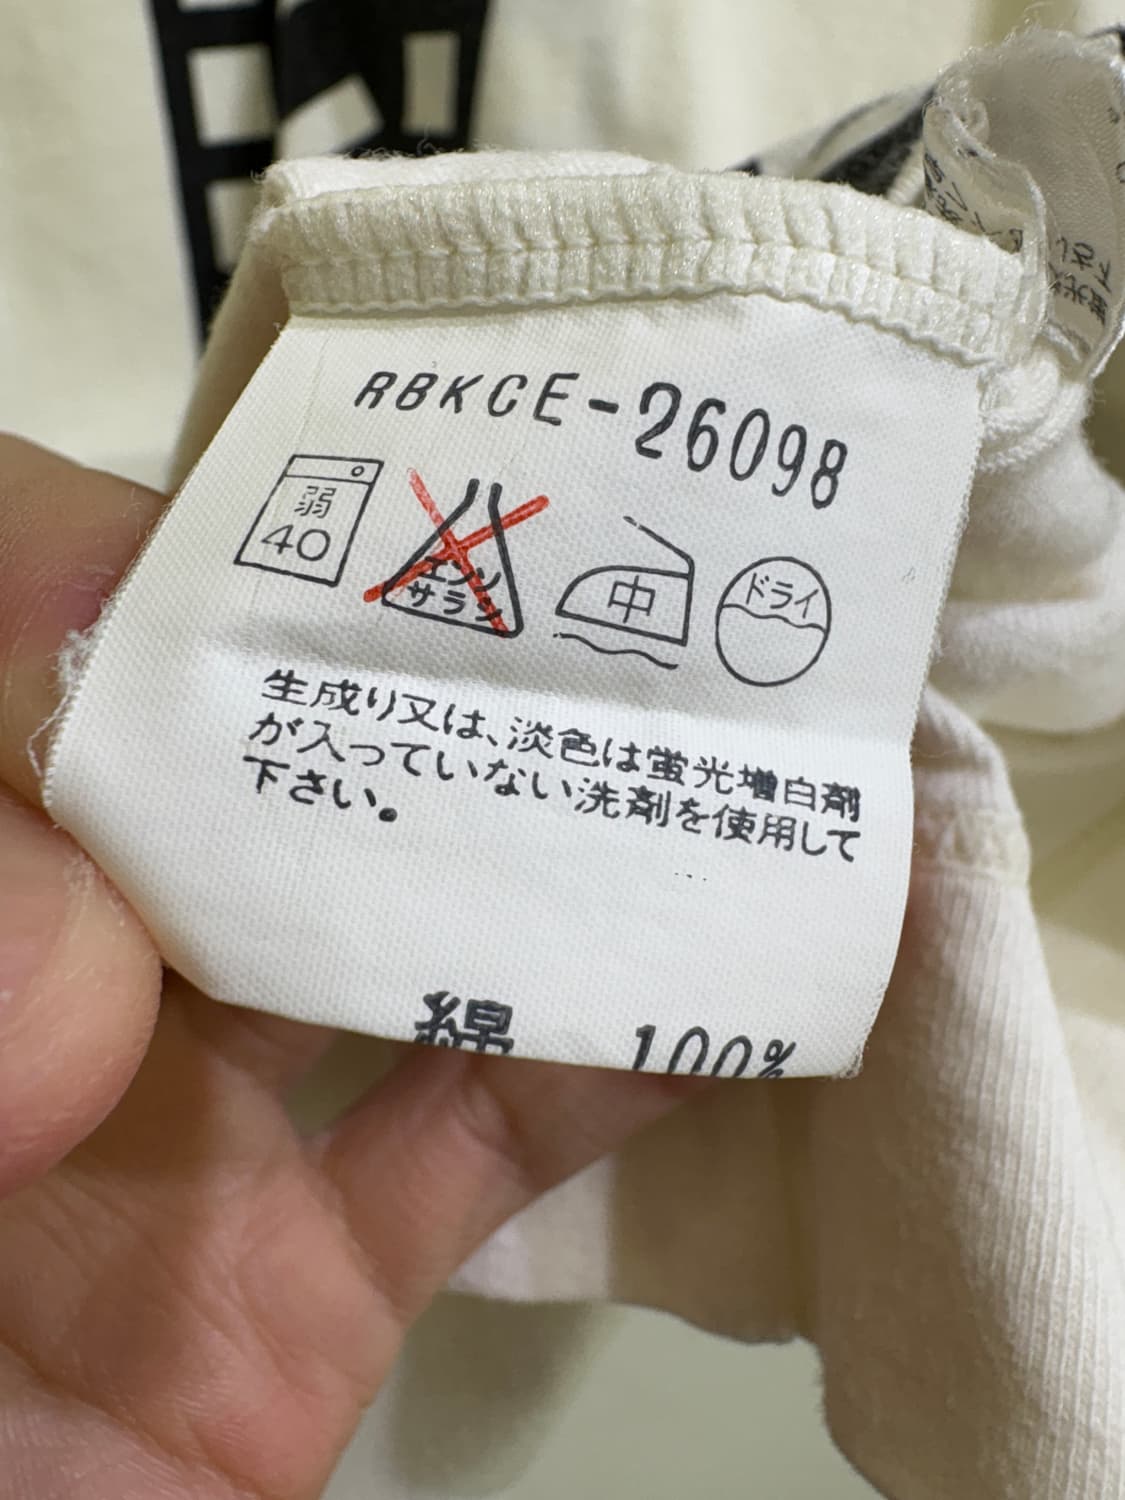 RBKCE-26098
弱
40
エンソ
サラシ
中
ドライ
生成り又は、淡色は蛍光増白剤
が入っていない洗剤を使用して
下さい。
綿 100%